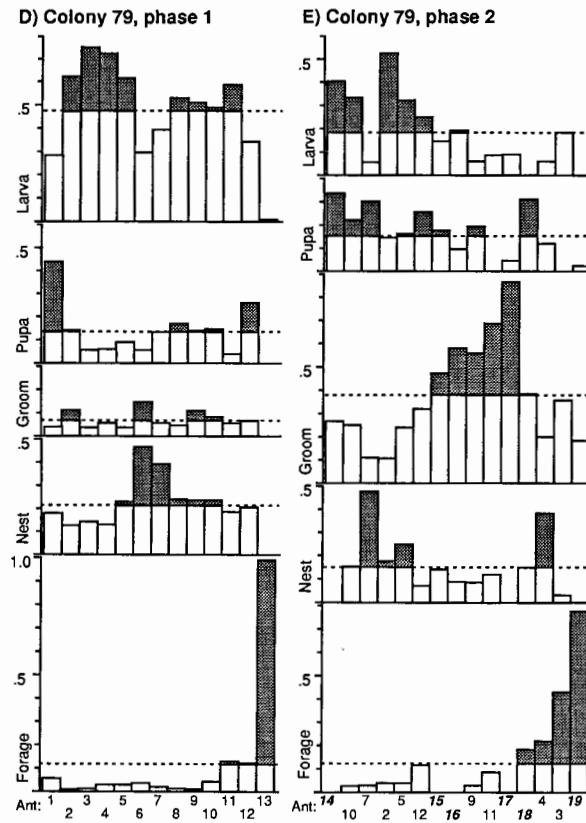 D) Colony 79, phase 1
.5
Larva
.5
Pupa
Groom
.5
Nest
1.0
.5
Forage
Ant: 1 2 3 4 5 6 7 8 9 10 11 12 13
E) Colony 79, phase 2
.5
Larva
Pupa
.5
Groom
.5
Nest
.5
Forage
Ant: 14 10 7 2 5 12 15 16 9 11 17 18 4 3 19